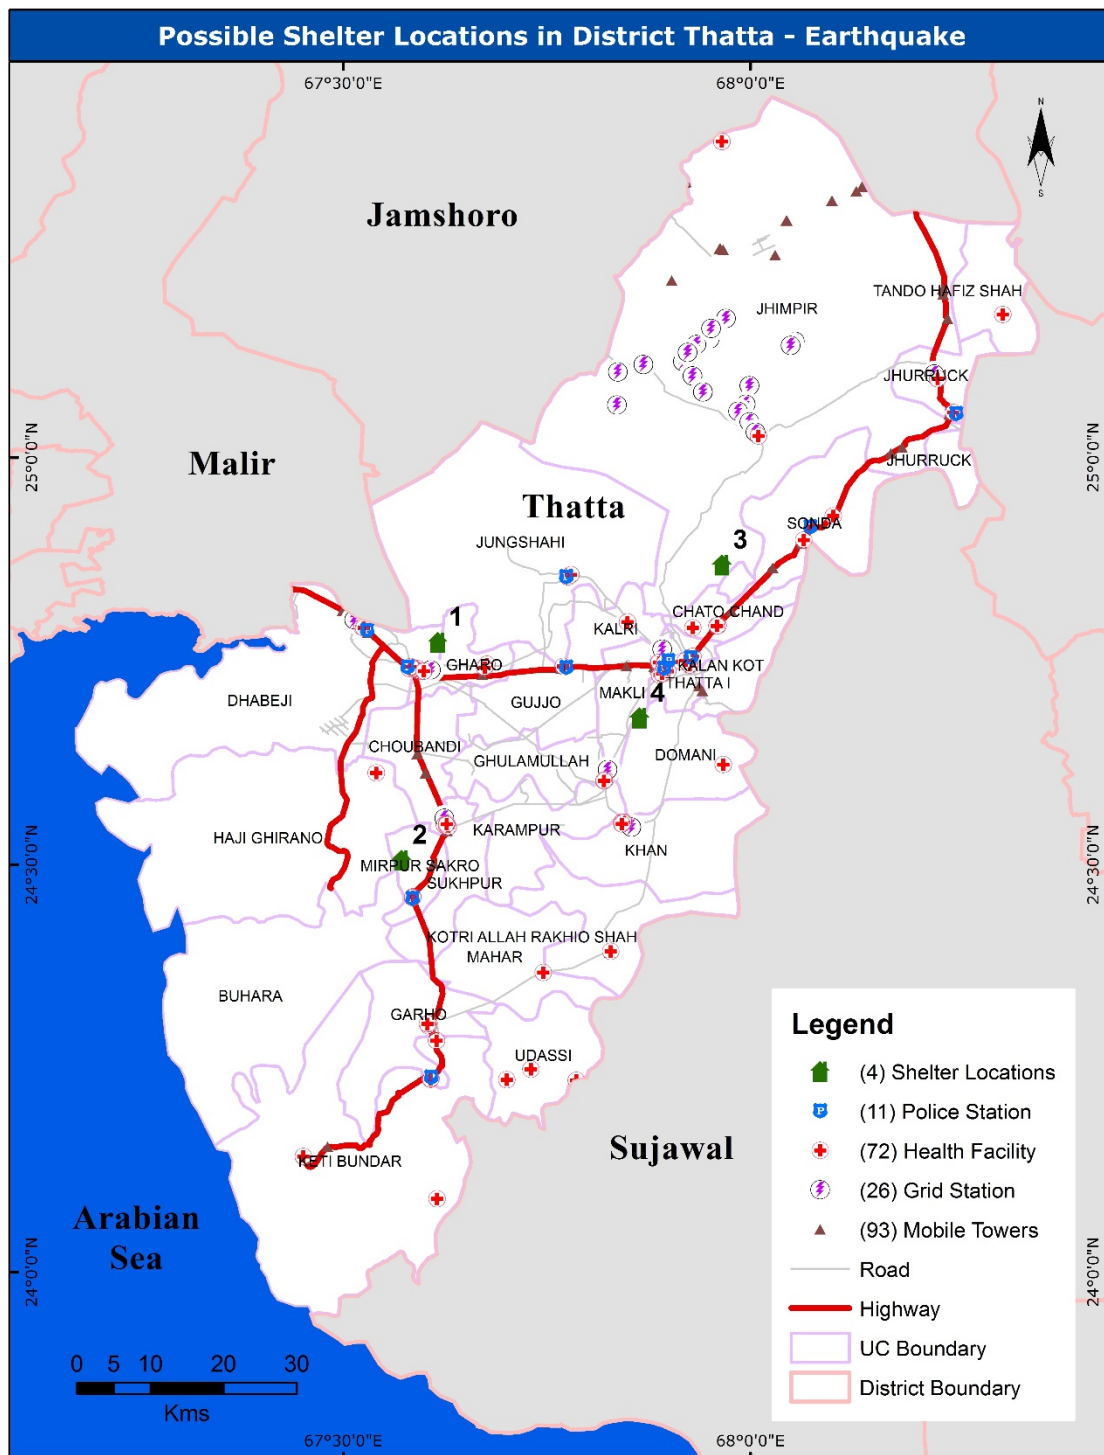 Possible Shelter Locations in District Thatta - Earthquake
67°30'0"E
68°0'0"E
N
S
Jamshoro
TANDO HAFIZ SHAH
JHIMPIR
JHURRUCK
25°0'0"N
25°0'0"N
Malir
JHURRUCK
Thatta
SONDA
JUNGSHAHI
3
1
CHATO CHAND
KALRI
GHARO
KALAN KOT
THATTA I
DHABEJI
GUJJO
MAKLI
4
CHOUBANDI
GHULAMULLAH
DOMANI
HAJI GHIRANO
2
KARAMPUR
KHAN
24°30'0"N
24°30'0"N
MIRPUR SAKRO
SUKHPUR
KOTRI ALLAH RAKHIO SHAH
MAHAR
BUHARA
GARHO
UDASSI
Sujawal
KETI BUNDAR
Arabian
Sea
24°0'0"N
24°0'0"N
Legend
(4) Shelter Locations
P
(11) Police Station
(72) Health Facility
(26) Grid Station
(93) Mobile Towers
Road
Highway
UC Boundary
District Boundary
0 5 10 20 30
Kms
67°30'0"E
68°0'0"E